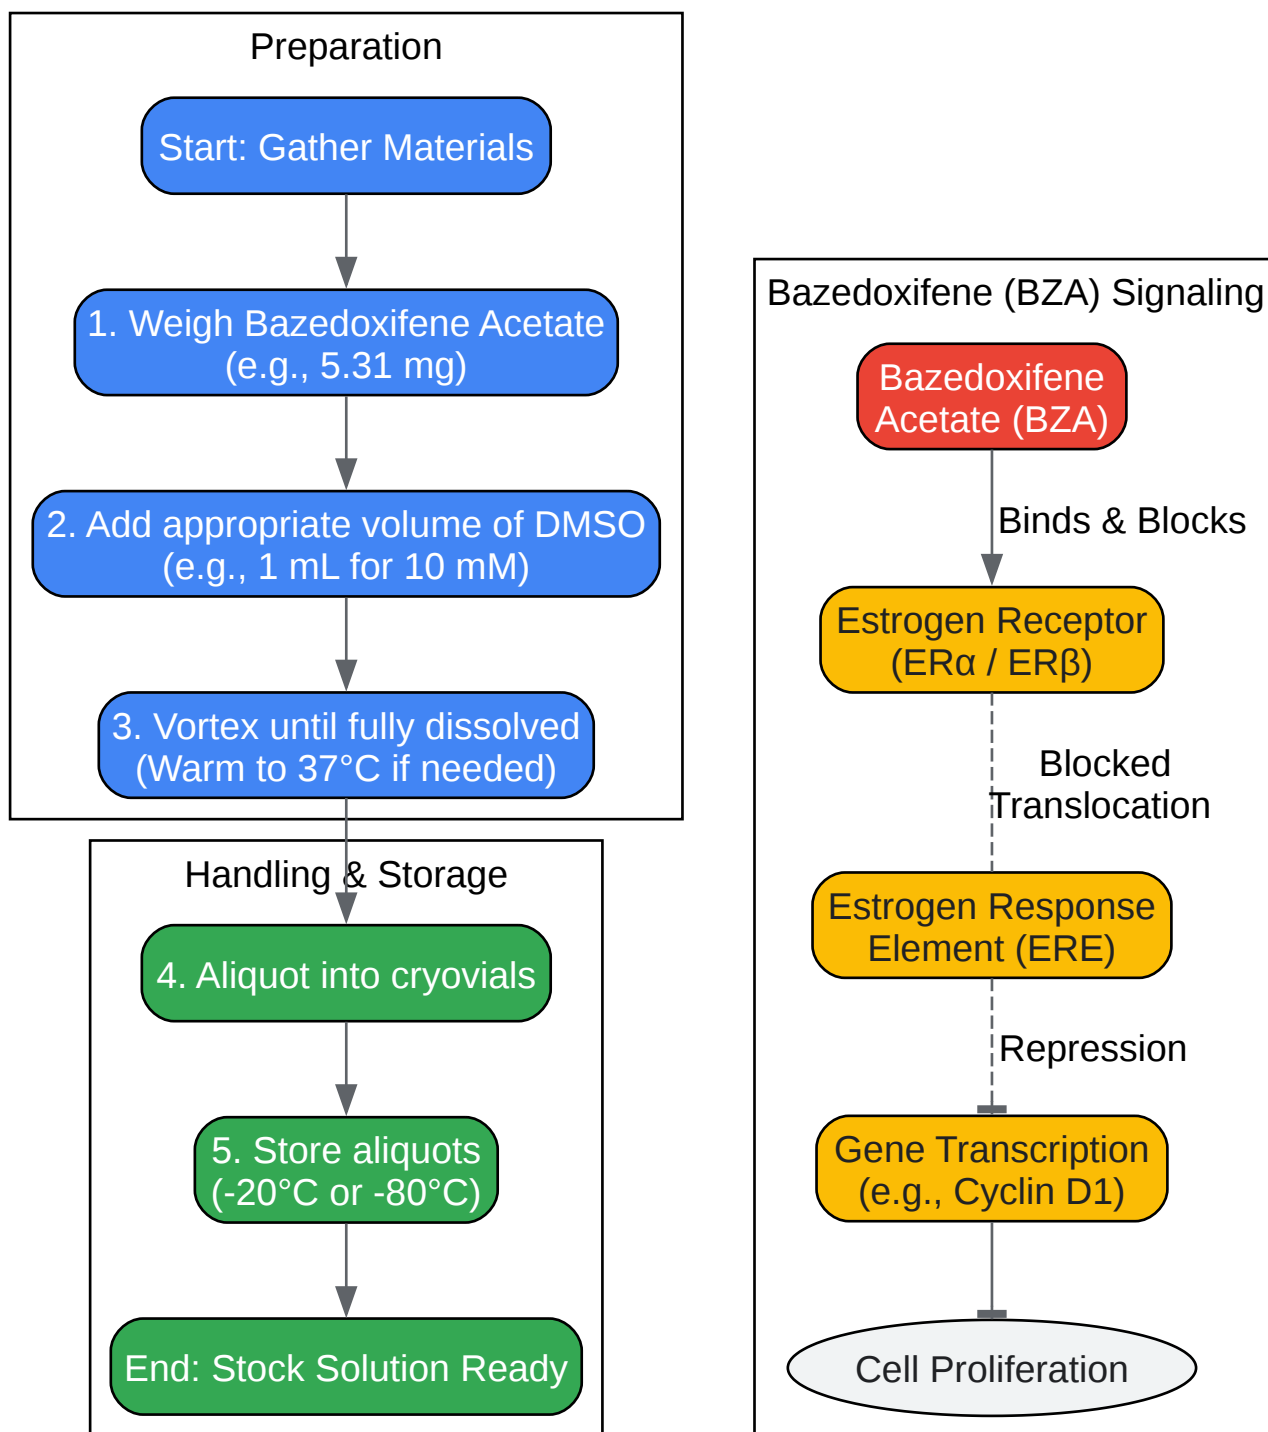 Preparation
Start: Gather Materials
1. Weigh Bazedoxifene Acetate
(e.g., 5.31 mg)
2. Add appropriate volume of DMSO
(e.g., 1 mL for 10 mM)
3. Vortex until fully dissolved
(Warm to 37°C if needed)
Handling & Storage
4. Aliquot into cryovials
5. Store aliquots
(-20°C or -80°C)
End: Stock Solution Ready
Bazedoxifene (BZA) Signaling
Bazedoxifene
Acetate (BZA)
Binds & Blocks
Estrogen Receptor
(ERα / ERβ)
Blocked
Translocation
Estrogen Response
Element (ERE)
Repression
Gene Transcription
(e.g., Cyclin D1)
Cell Proliferation